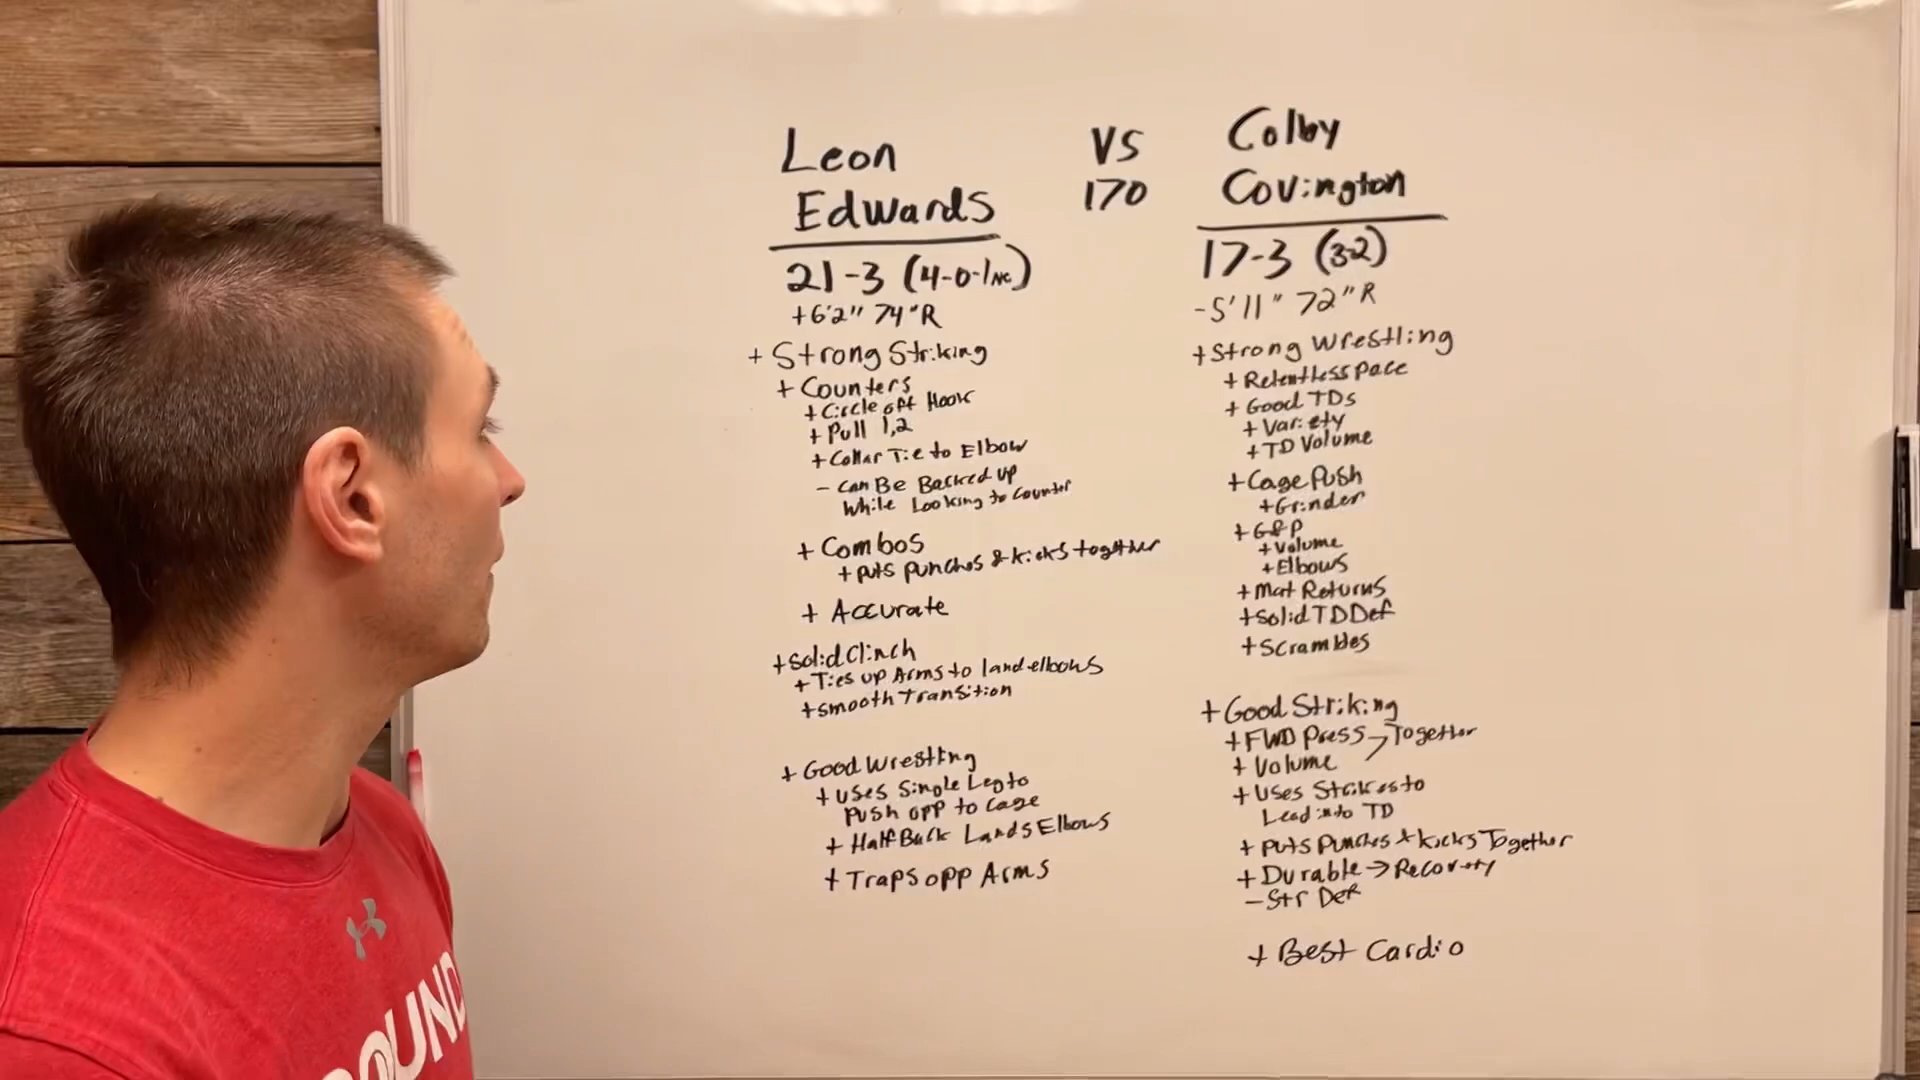 Leon
Edwards
21-3 (4-0-1NC)
+6'2" 74"R
+ Strong Striking
+ Counters
+ Circle off Hook
+ Pull 1,2
+ Collar Tie to Elbow
- Can Be Backed up
While Looking to Counter
+ Combos
+ puts punches & kicks together
+ Accurate
+ Solid Clinch
+ Ties up Arms to land elbows
+ smooth Transition
+ Good Wrestling
+ Uses Single Leg to
Push opp to Cage
+ Half Back Lands Elbows
+ Traps opp Arms
VS
170
Colby
Covington
17-3 (3-2)
-5'11" 72"R
+ Strong Wrestling
+ Relentless pace
+ Good TDs
+ Variety
+ TD Volume
+ Cage Push
+ Grinder
+ G&P
+ Volume
+ Elbows
+ Mat Returns
+ Solid TD Def
+ Scrambles
+ Good Striking
+ FWD Press > Together
+ Volume
+ Uses Strikes to
Lead into TD
+ Puts Punches & kicks Together
+ Durable → Recovery
- Str Def
+ Best Cardio
OUND